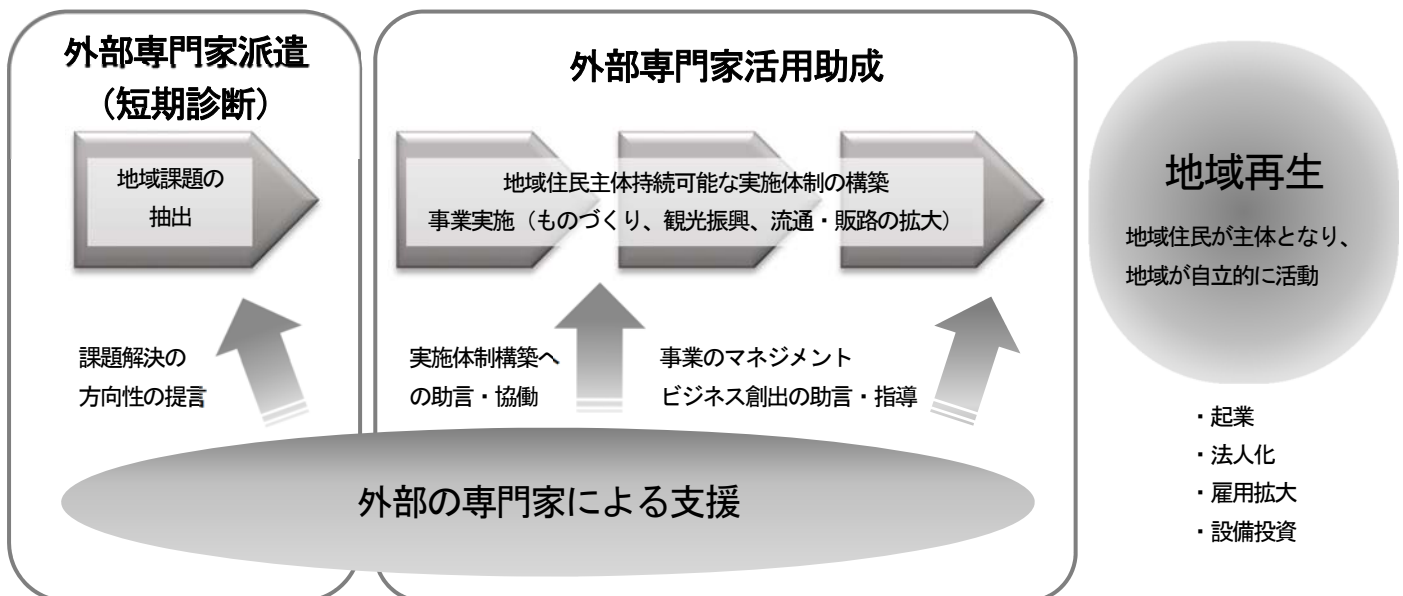 外部専門家派遣
（短期診断）
地域課題の
抽出
課題解決の
方向性の提言
外部専門家活用助成
地域住民主体持続可能な実施体制の構築
事業実施（ものづくり、観光振興、流通・販路の拡大）
実施体制構築へ
の助言・協働
事業のマネジメント
ビジネス創出の助言・指導
外部の専門家による支援
地域再生
地域住民が主体となり、
地域が自立的に活動
・起業
・法人化
・雇用拡大
・設備投資